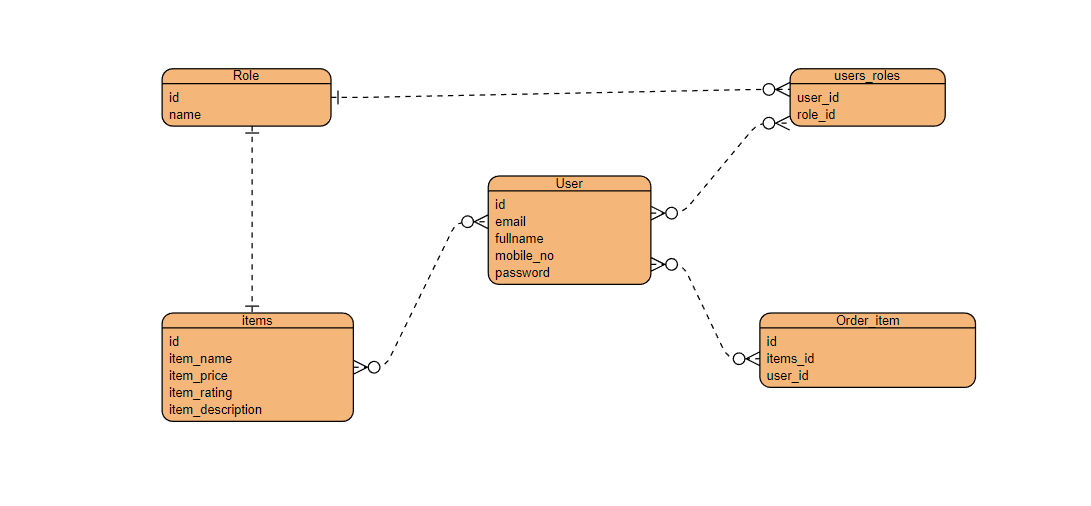 Role
id
name
users_roles
user_id
role_id
User
id
email
fullname
mobile_no
password
items
id
item_name
item_price
item_rating
item_description
Order_item
id
items_id
user_id